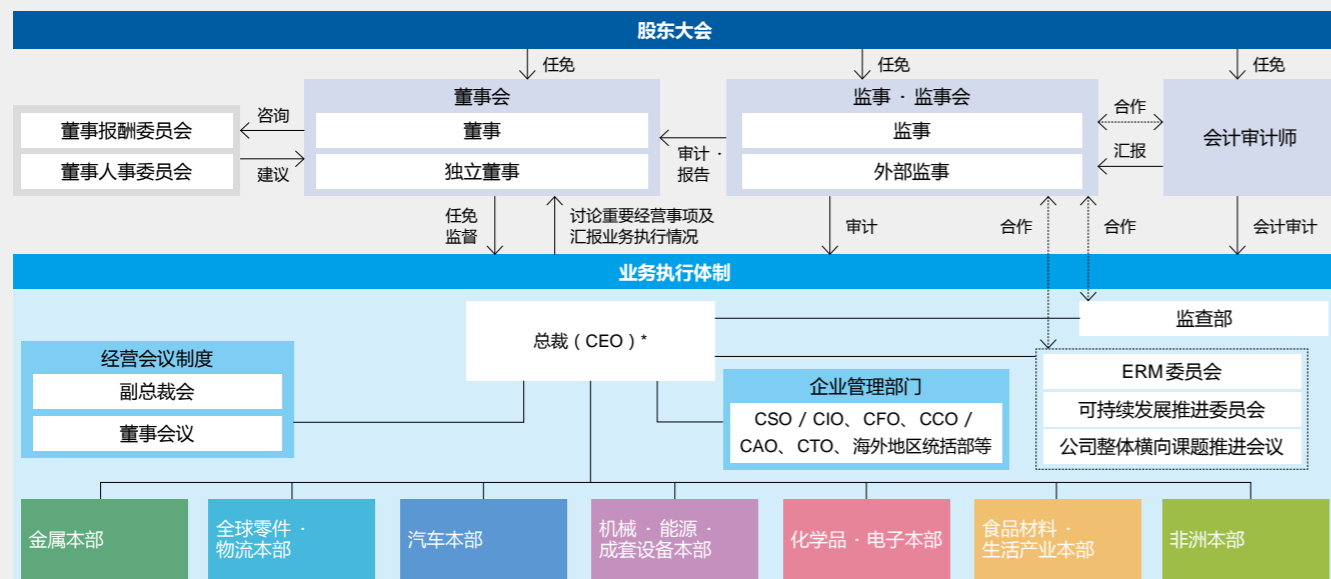 股东大会
任免
任免
任免
董事会
董事
独立董事
监事 · 监事会
监事
外部监事
会计审计师
董事报酬委员会
董事人事委员会
咨询
建议
审计 ·
报告
合作
汇报
任免
监督
讨论重要经营事项及
汇报业务执行情况
审计
合作
合作
会计审计
业务执行体制
总裁 ( CEO ) *
监查部
经营会议制度
副总裁会
董事会议
企业管理部门
CSO / CIO、CFO、CCO /
CAO、CTO、海外地区统括部等
ERM委员会
可持续发展推进委员会
公司整体横向课题推进会议
金属本部
全球零件 ·
物流本部
汽车本部
机械 · 能源 ·
成套设备本部
化学品 · 电子本部
食品材料 ·
生活产业本部
非洲本部